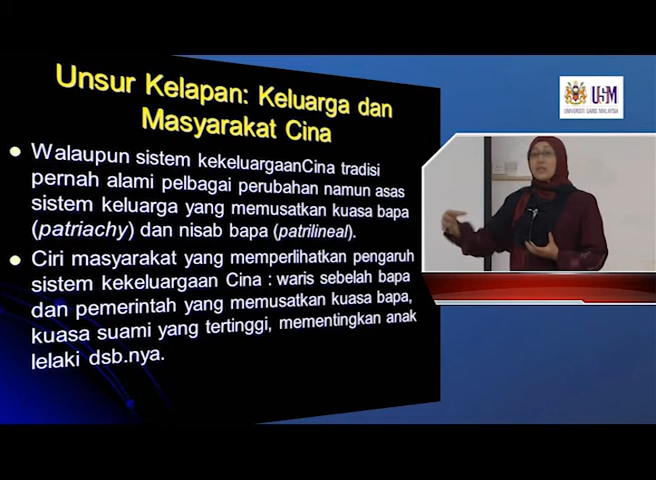 Unsur Kelapan: Keluarga dan
Masyarakat Cina
Walaupun sistem kekeluargaanCina tradisi
pernah alami pelbagai perubahan namun asas
sistem keluarga yang memusatkan kuasa bapa
(patriachy) dan nisab bapa (patrilineal).
Ciri masyarakat yang memperlihatkan pengaruh
sistem kekeluargaan Cina : waris sebelah bapa
dan pemerintah yang memusatkan kuasa bapa,
kuasa suami yang tertinggi, mementingkan anak
lelaki dsb.nya.
USM
UNIVERSITI SAINS MALAYSIA